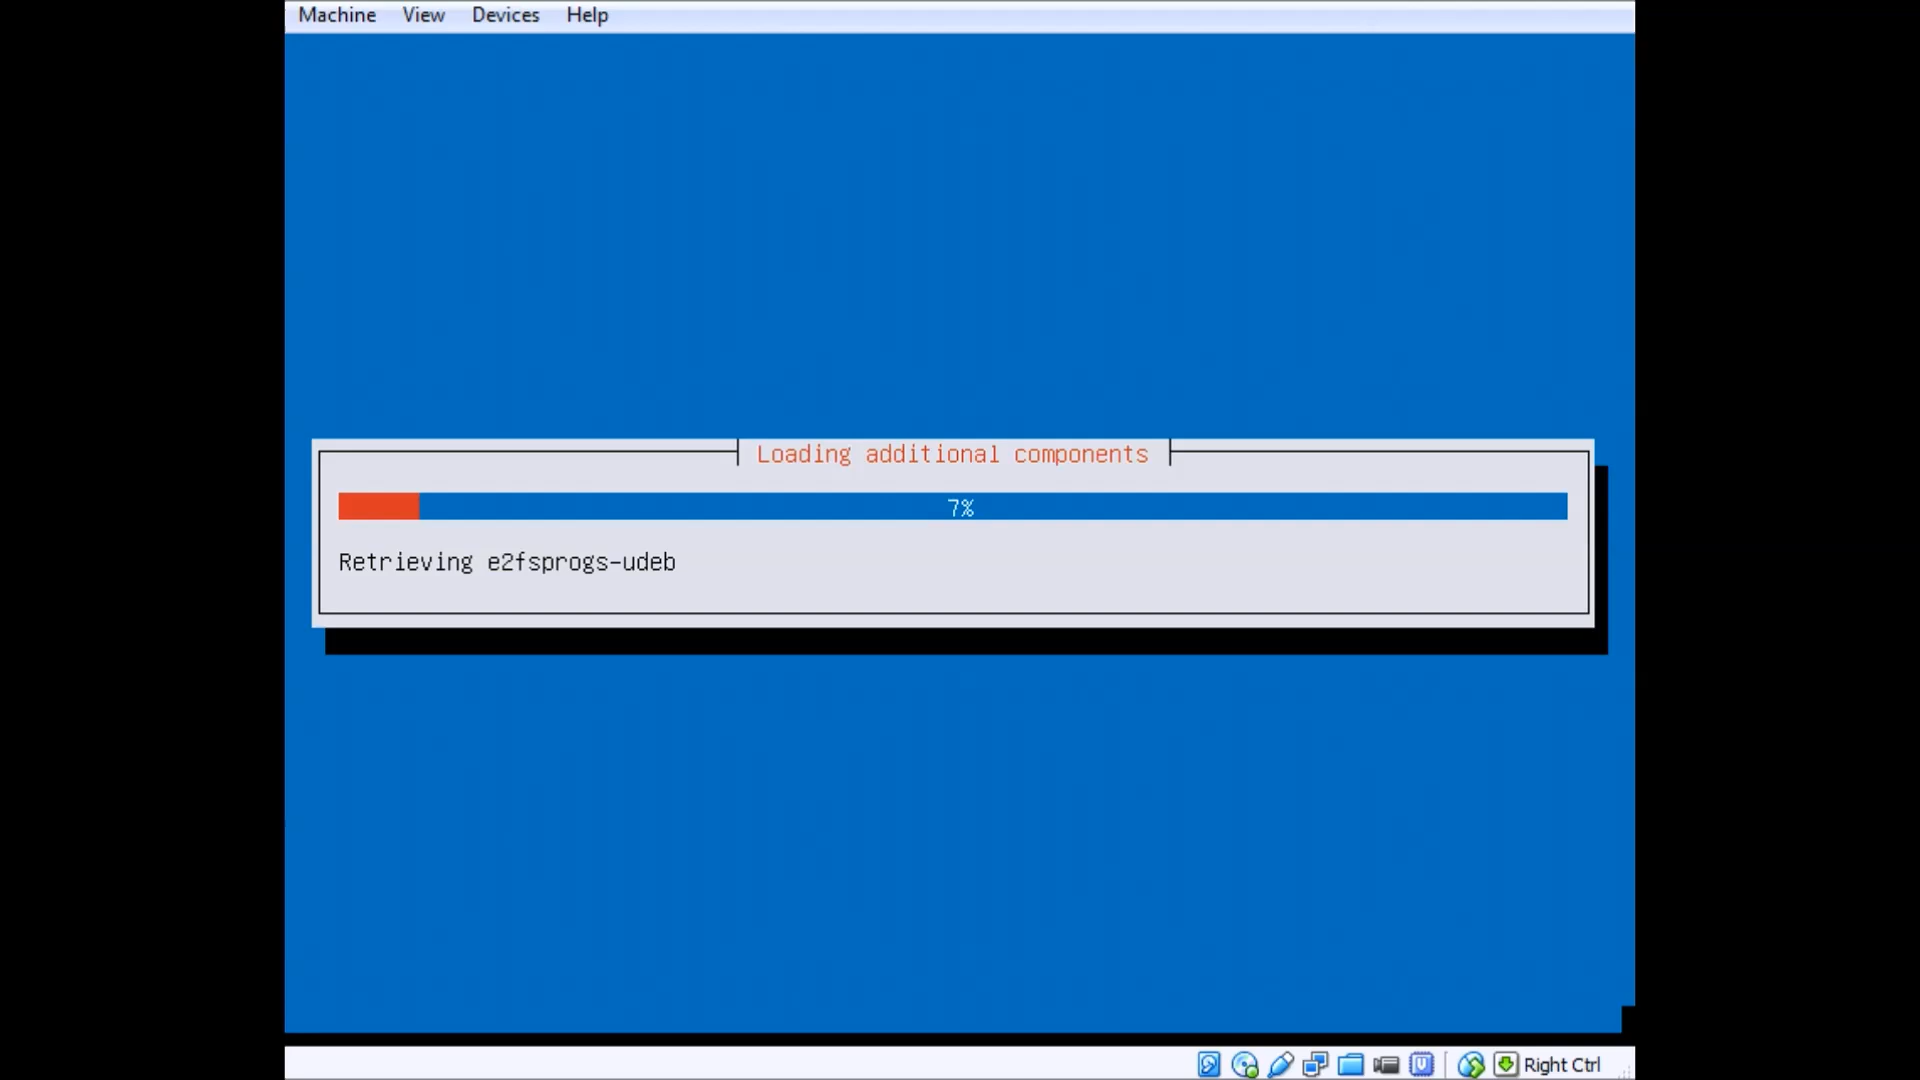 Machine View Devices Help
Loading additional components
7%
Retrieving e2fsprogs-udeb
Right Ctrl